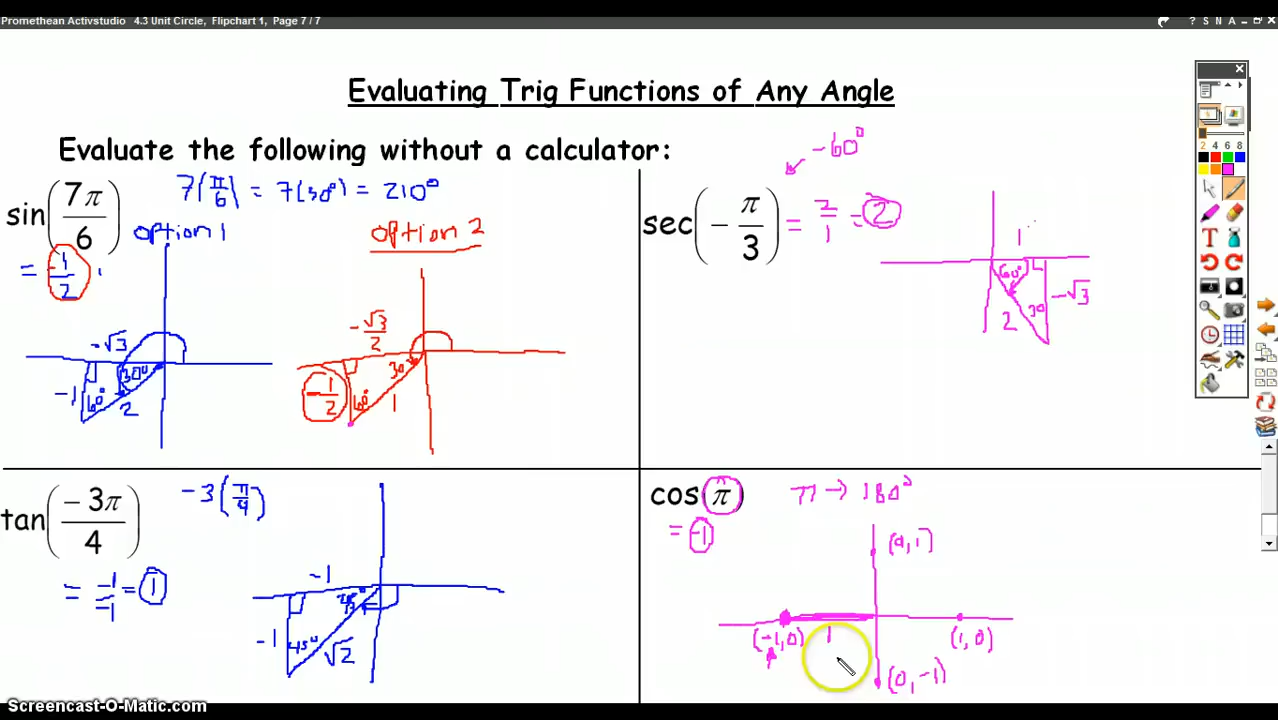 Promethean Activstudio 4.3 Unit Circle, Flipchart 1, Page 7 / 7
? S N A
Evaluating Trig Functions of Any Angle
Evaluate the following without a calculator:
sin(7π/6)
7(π/6) = 7(30°) = 210°
= -1/2
option 1
-√3
-1
30°
60°
2
option 2
-√3/2
-1/2
30
60°
1
sec(-π/3) = 2/1 = 2
-60°
1
60°
-√3
30
2
tan(-3π/4)
-3(π/4)
= -1/-1 = 1
-1
-1
45°
√2
cos(π)
π → 180°
= -1
(0,1)
(-1,0)
1
(1,0)
(0,-1)
2 4 6 8
T
Screencast-O-Matic.com